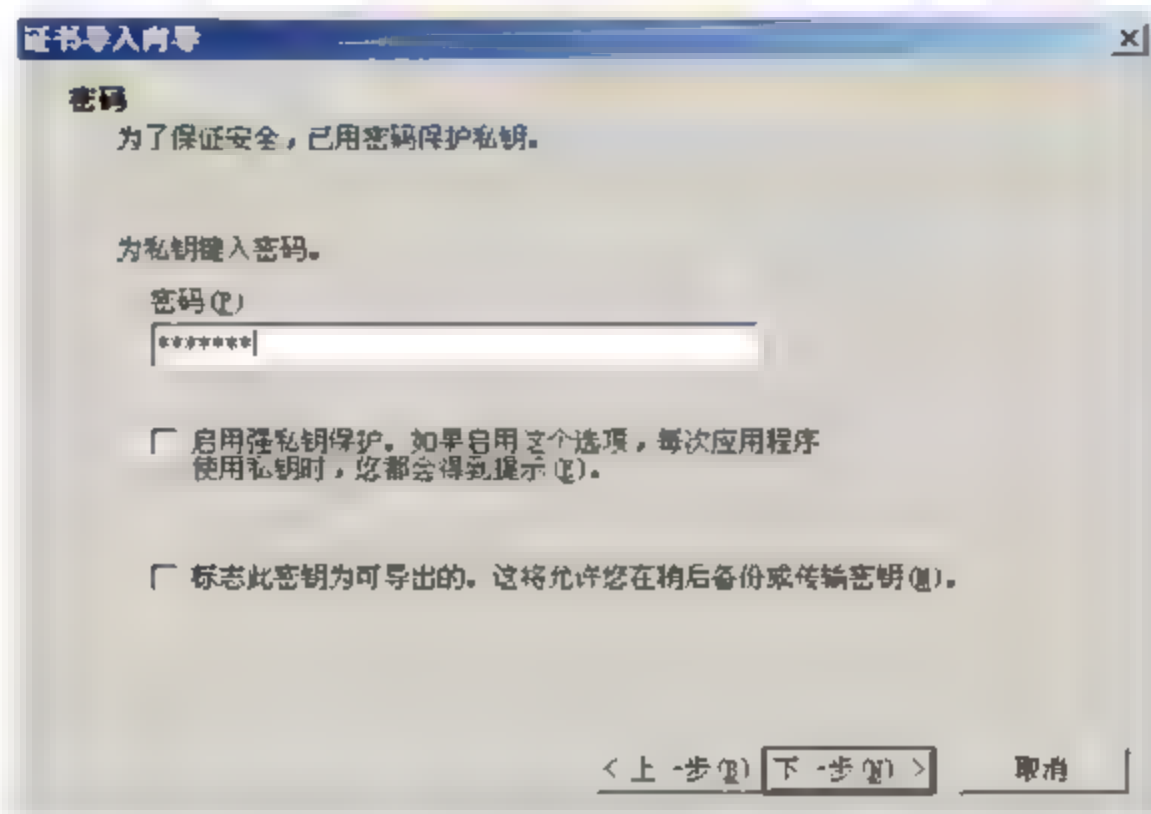 证书导入向导
密码
为了保证安全，已用密码保护私钥。
为私钥键入密码。
密码(P)
*******
启用强私钥保护。如果启用这个选项，每次应用程序
使用私钥时，您都会得到提示(E)。
标志此密钥为可导出的。这将允许您在稍后备份或传输密钥(M)。
< 上一步(B) 下一步(N) > 取消